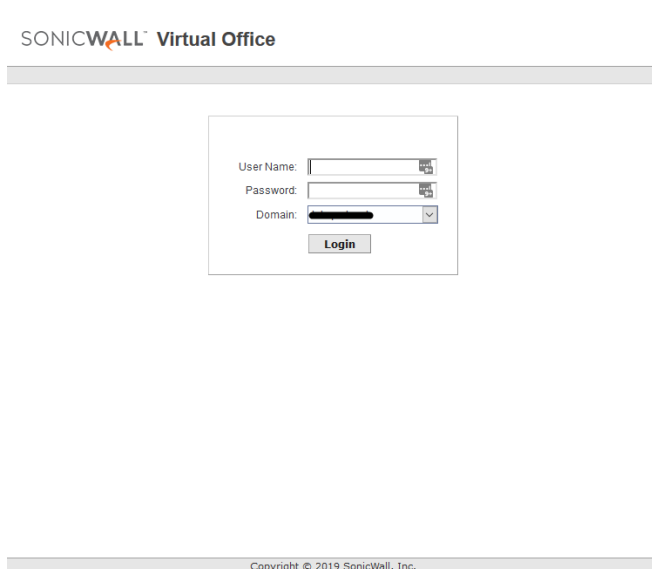 SONICWALL™ Virtual Office
User Name:
Password:
Domain:
Login
Copyright © 2019 SonicWall, Inc.